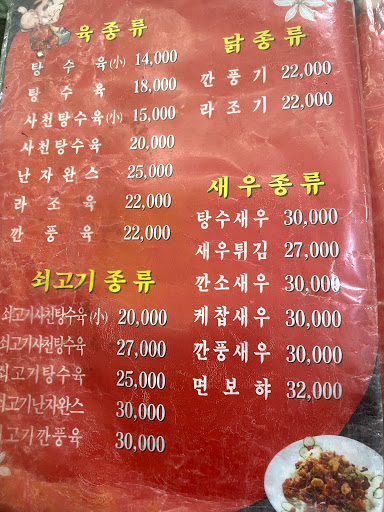 육종류
탕수육(小) 14,000
탕수육 18,000
사천탕수육(小) 15,000
사천탕수육 20,000
난자완스 25,000
라조육 22,000
깐풍육 22,000
쇠고기종류
쇠고기사천탕수육(小) 20,000
쇠고기사천탕수육 27,000
쇠고기탕수육 25,000
쇠고기난자완스 30,000
쇠고기깐풍육 30,000
닭종류
깐풍기 22,000
라조기 22,000
새우종류
탕수새우 30,000
새우튀김 27,000
깐소새우 30,000
케찹새우 30,000
깐풍새우 30,000
면보햐 32,000